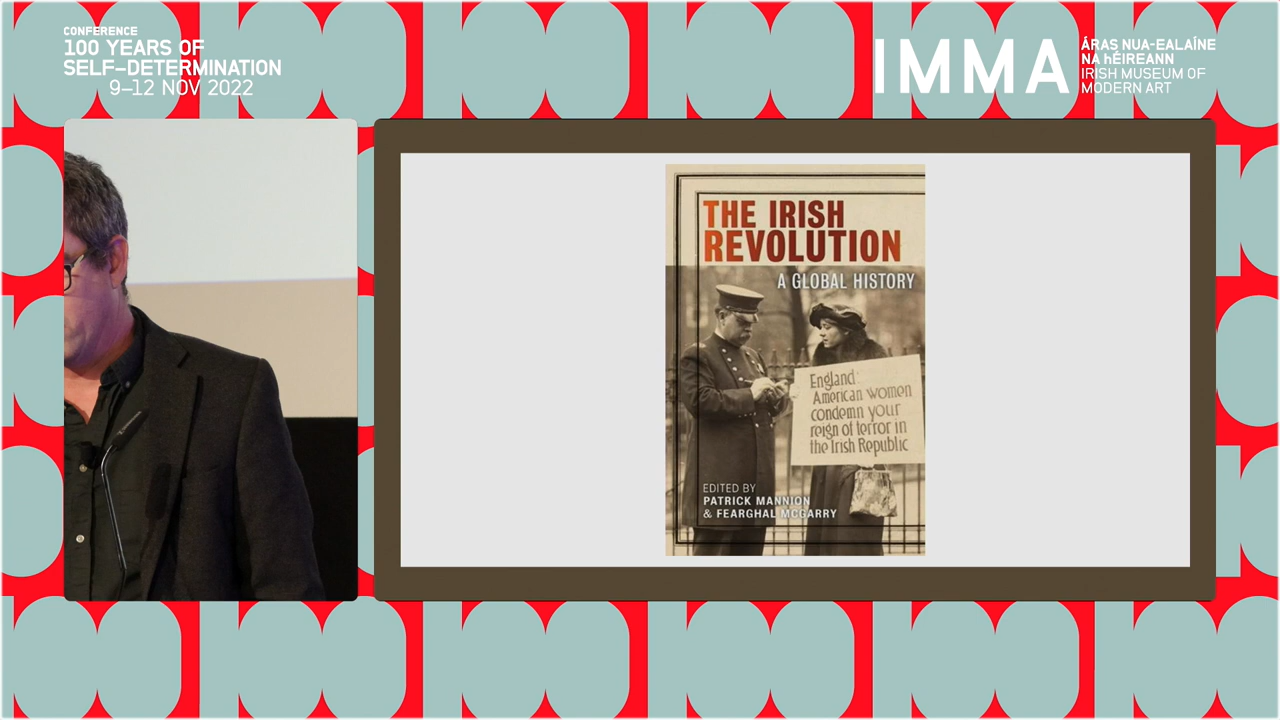 CONFERENCE
100 YEARS OF
SELF–DETERMINATION
9–12 NOV 2022
IMMA
ÁRAS NUA-EALAÍNE
NA hÉIREANN
IRISH MUSEUM OF
MODERN ART
THE IRISH
REVOLUTION
A GLOBAL HISTORY
England
American women
condemn your
reign of terror in
the Irish Republic
EDITED BY
PATRICK MANNION
& FEARGHAL MCGARRY